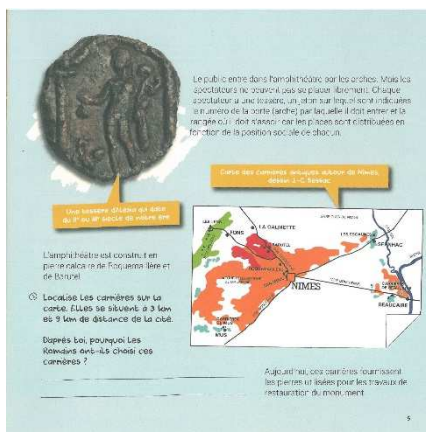 Le public entre dans l'amphithéâtre par les arches. Mais les
spectateurs ne peuvent pas se placer librement. Chaque
spectateur a une tessère, un jeton sur lequel sont indiquées
le numéro de la porte (arche) par laquelle il doit entrer et la
rangée où il doit s'asseoir car les places sont distribuées en
fonction de la position sociale de chacun.
Une tessère
du IIe ou IIIe siècle de notre ère
Carte des carrières antiques autour de Nîmes,
dessin J.-C. Bessac
LA CALMETTE
NIMES
BEAUCAIRE
MUS
L'amphithéâtre est construit en
pierre calcaire de Roquemaillère et
de Barutel.
Localise les carrières sur la
carte. Elles se situent à 3 km
et 9 km de distance de la cité.
D'après toi, pourquoi les
Romains ont-ils choisi ces
carrières ?
Aujourd'hui, ces carrières fournissent
les pierres utilisées pour les travaux de
restauration du monument.
5